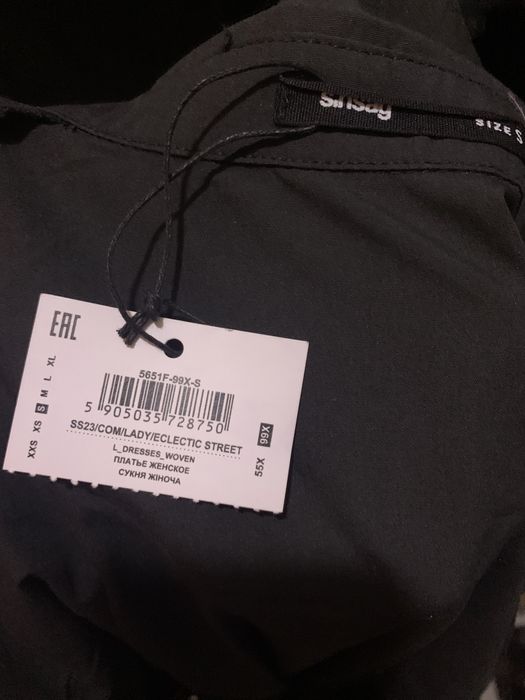 sinsay
SIZE S
EAC
5651F-99X-S
5 905035 728750
SS23/COM/LADY/ECLECTIC STREET
L_DRESSES_WOVEN
ПЛАТЬЕ ЖЕНСКОЕ
СУКНЯ ЖІНОЧА
XXS XS S M L XL
55X 99X